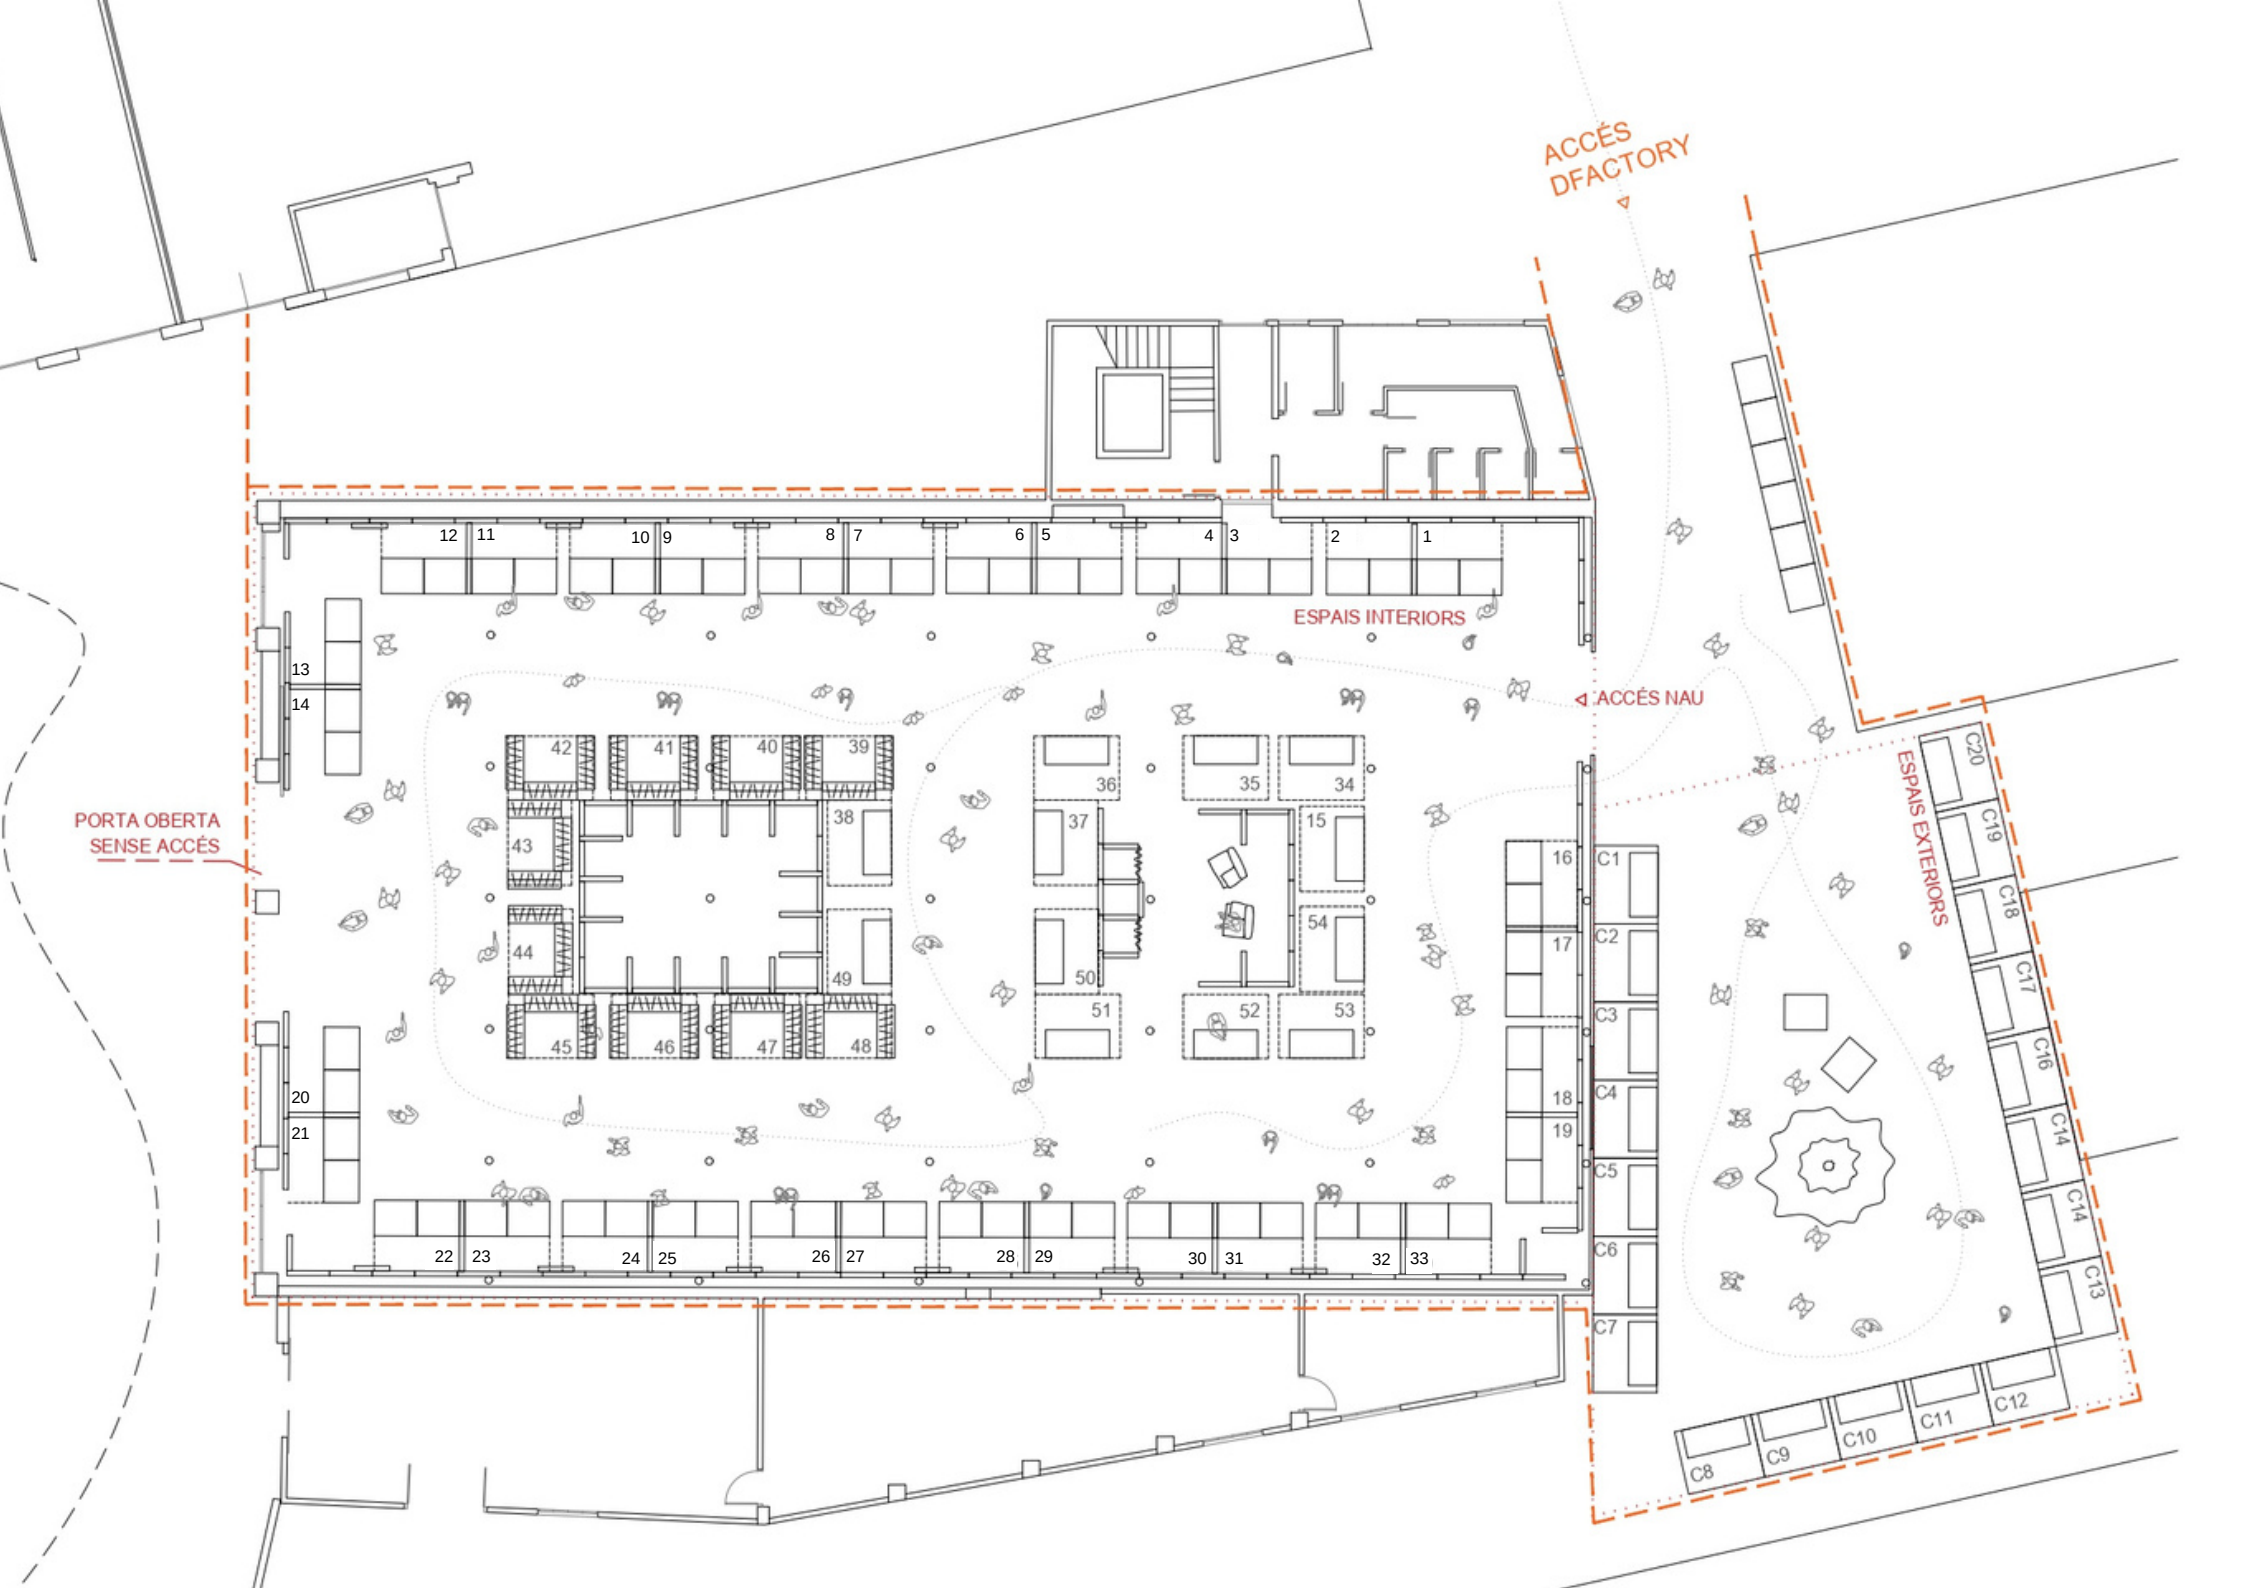 ACCÉS
DFACTORY
12 11 10 9 8 7 6 5 4 3 2 1
ESPAIS INTERIORS
13
14
ACCÉS NAU
42 41 40 39
36 35 34
C20
ESPAIS EXTERIORS
PORTA OBERTA
SENSE ACCÉS
38 37 15
C19
43
16 C1
C18
44 54
17 C2
49 50
C17
51 52 53
C3
C16
45 46 47 48
20
18 C4
C14
21
19
C5
C14
22 23 24 25 26 27 28 29 30 31 32 33
C6
C13
C7
C8 C9 C10 C11 C12